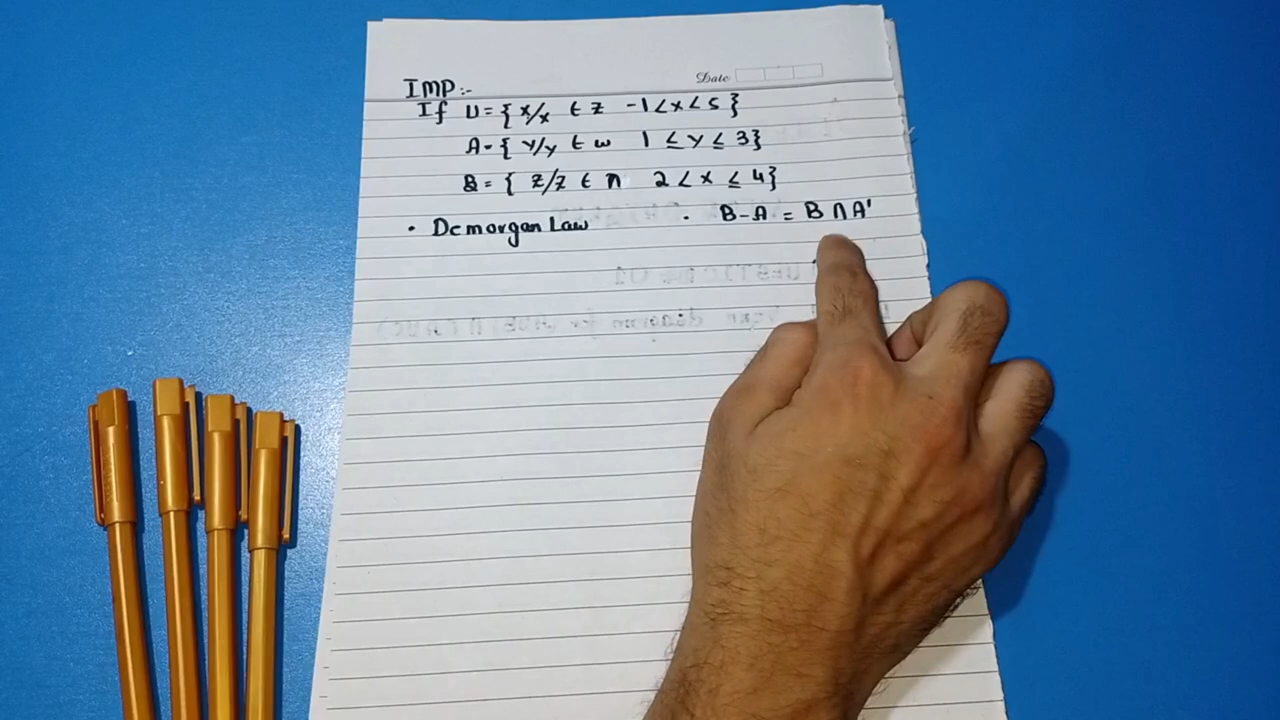 Date
IMP:-
If U = { x/x ∈ z -1 < x < 5 }
A = { y/y ∈ w 1 ≤ y ≤ 3 }
B = { z/z ∈ n 2 < x ≤ 4 }
• Demorgan Law • B - A = B ∩ A'